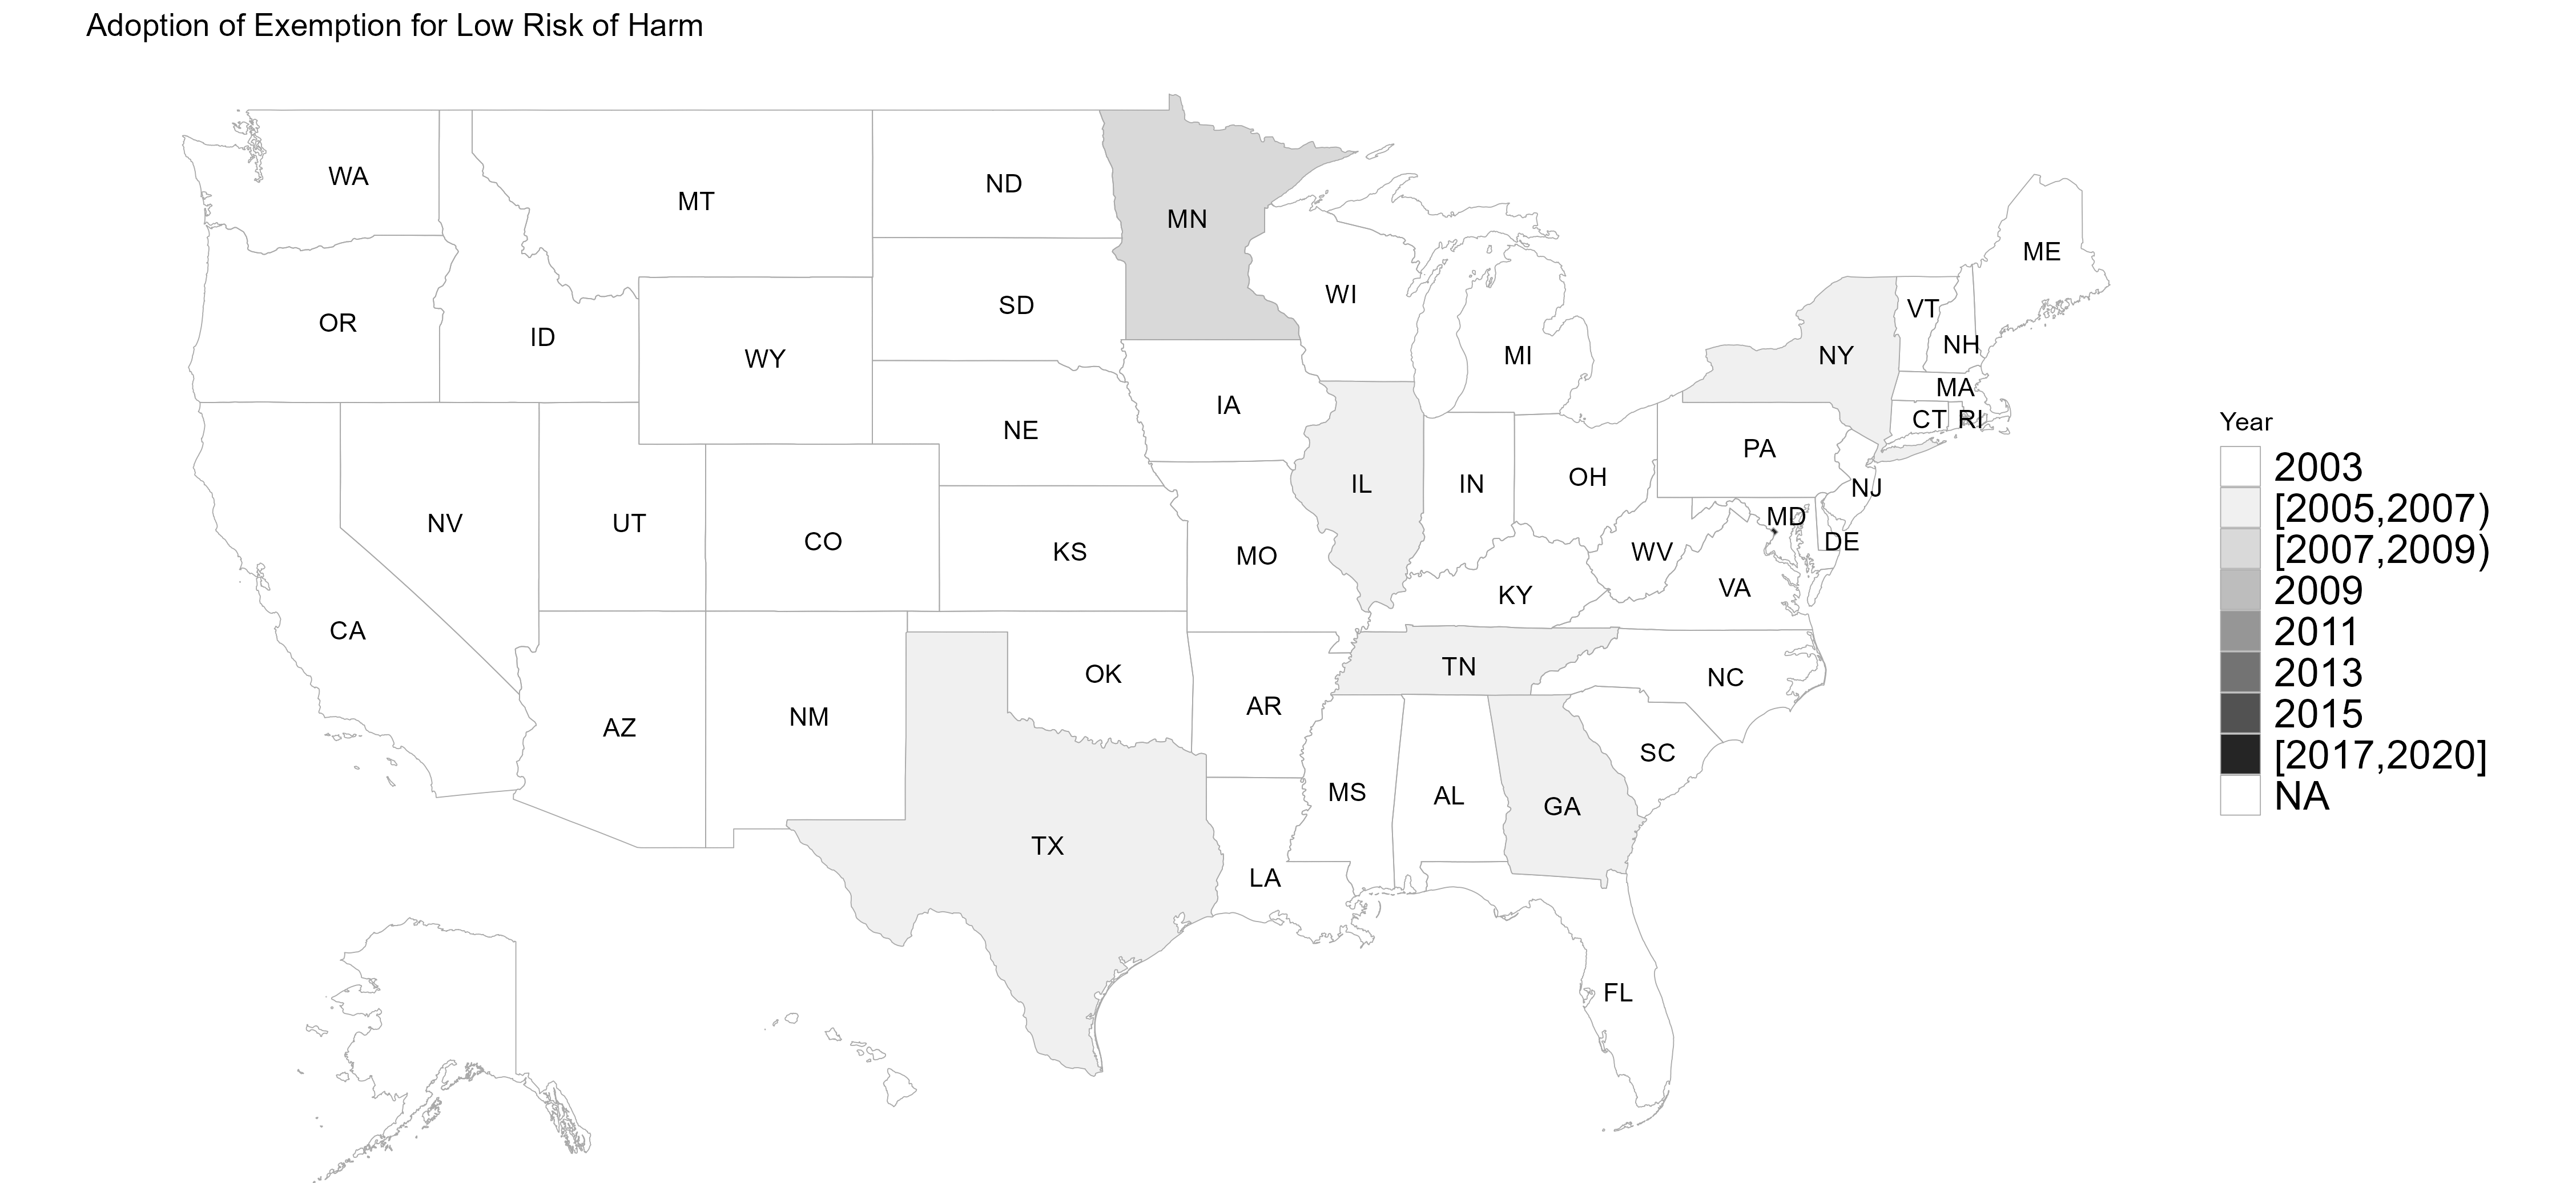 Adoption of Exemption for Low Risk of Harm
WA
MT
ND
MN
ME
OR
ID
WY
SD
WI
MI
NY
VT
NH
MA
CT
RI
IA
NE
PA
NJ
NV
UT
CO
KS
MO
IL
IN
OH
MD
DE
WV
VA
KY
CA
AZ
NM
OK
AR
TN
NC
SC
MS
AL
GA
TX
LA
FL
Year
2003
[2005,2007)
[2007,2009)
2009
2011
2013
2015
[2017,2020]
NA